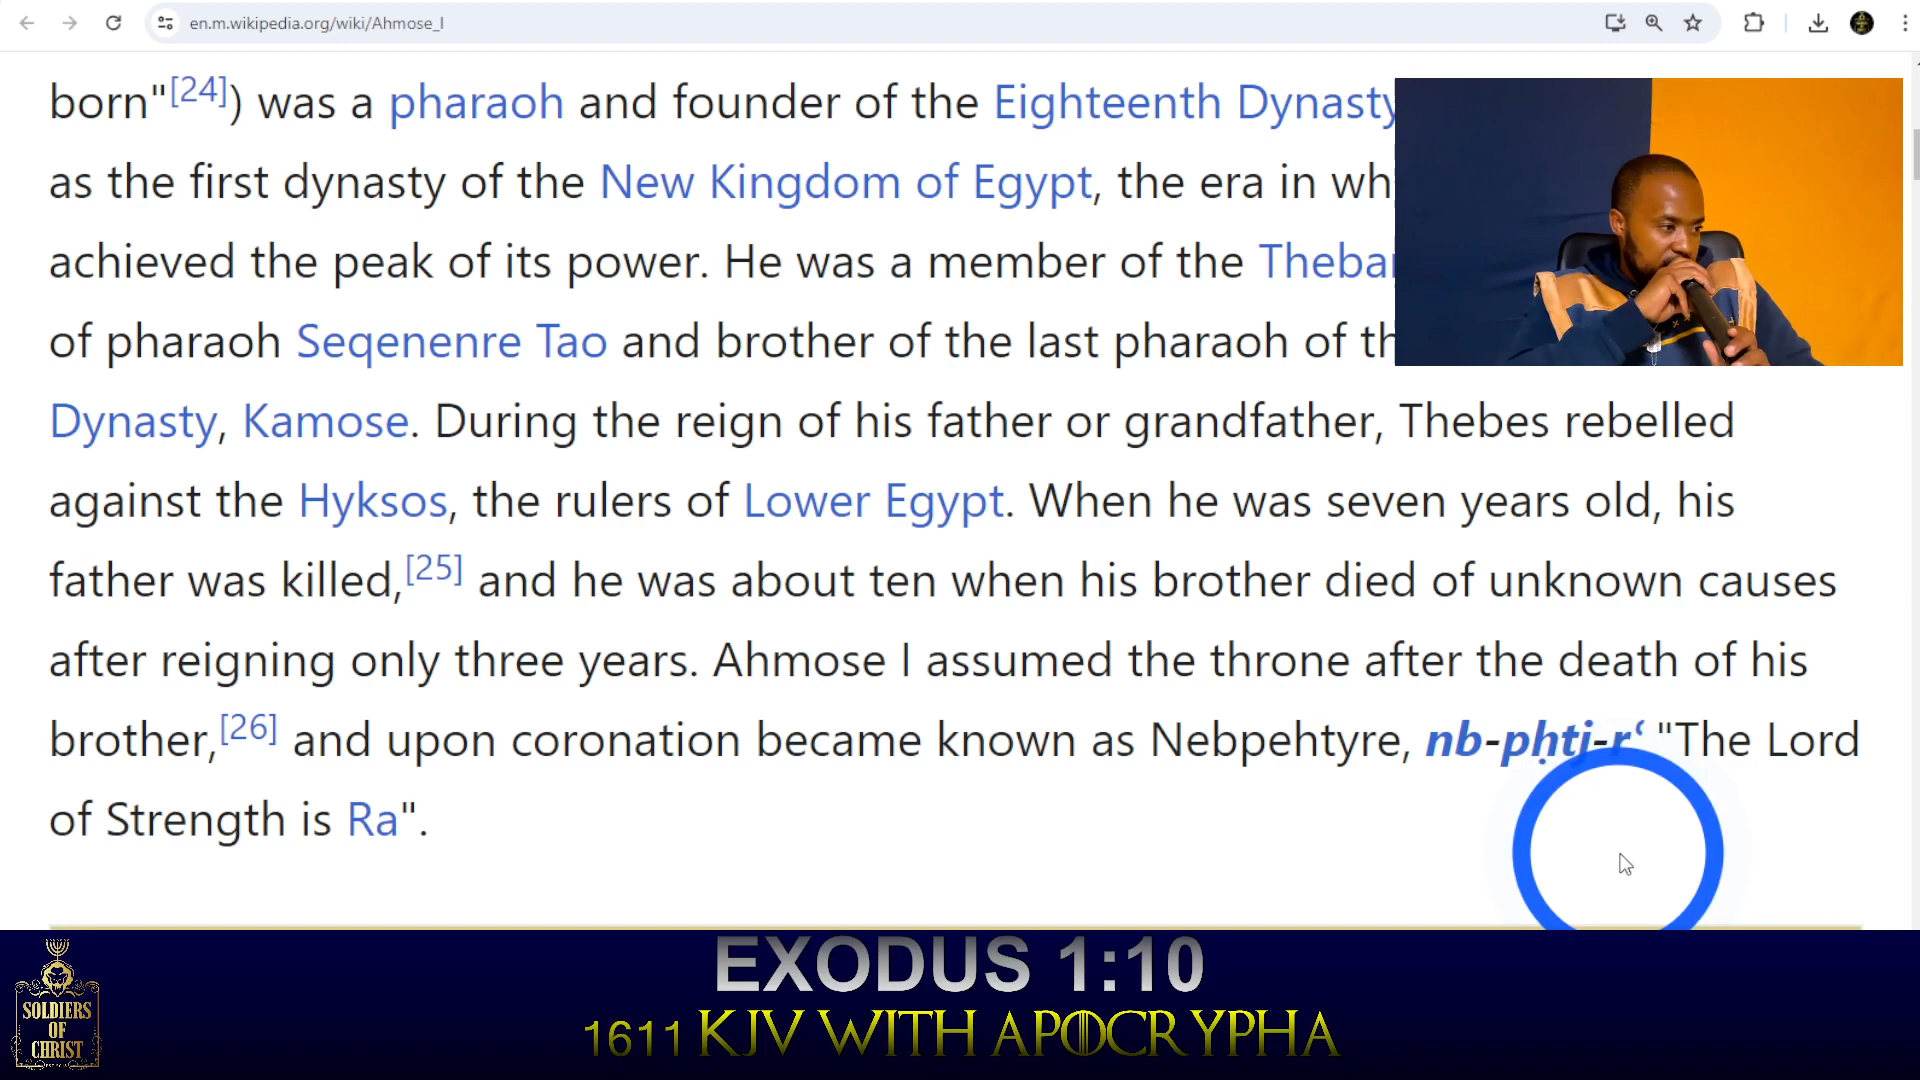 en.m.wikipedia.org/wiki/Ahmose_I
born"[24]) was a pharaoh and founder of the Eighteenth Dynasty
as the first dynasty of the New Kingdom of Egypt, the era in wh
achieved the peak of its power. He was a member of the Theban
of pharaoh Seqenenre Tao and brother of the last pharaoh of th
Dynasty, Kamose. During the reign of his father or grandfather, Thebes rebelled
against the Hyksos, the rulers of Lower Egypt. When he was seven years old, his
father was killed,[25] and he was about ten when his brother died of unknown causes
after reigning only three years. Ahmose I assumed the throne after the death of his
brother,[26] and upon coronation became known as Nebpehtyre, nb-pḥtj-rʿ "The Lord
of Strength is Ra".
EXODUS 1:10
1611 KJV WITH APOCRYPHA
SOLDIERS
OF
CHRIST